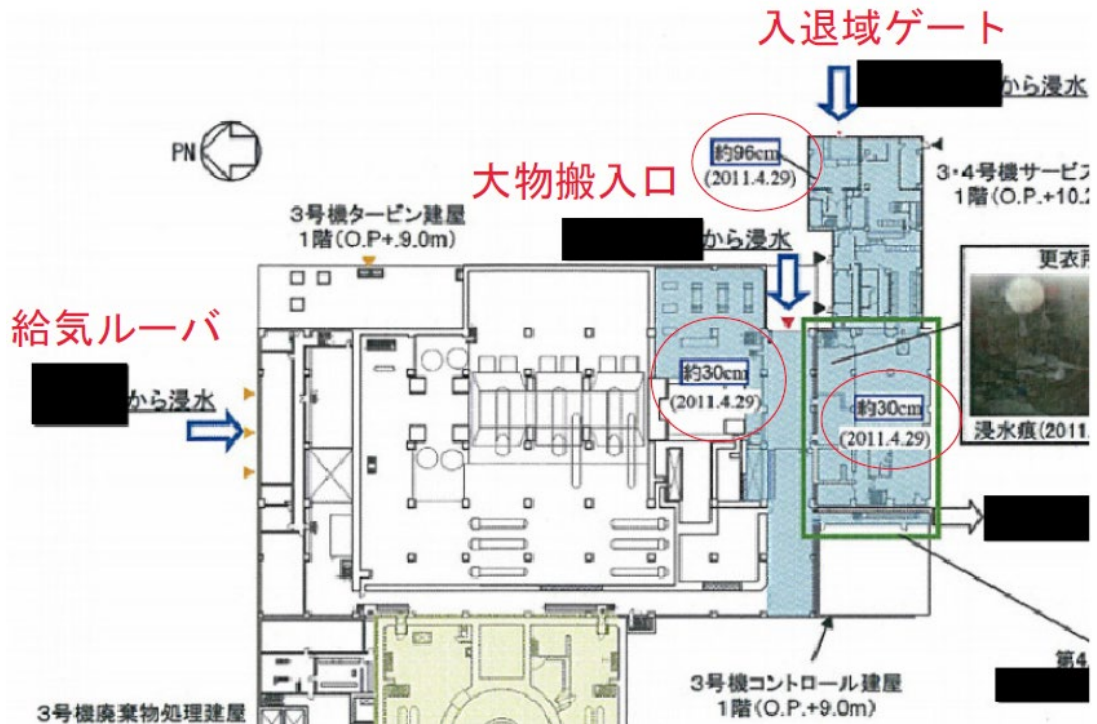 入退域ゲート
から浸水
PN
約96cm
(2011.4.29)
大物搬入口
3・4号機サービス
1階(O.P.+10.2
3号機タービン建屋
1階(O.P+.9.0m)
から浸水
更衣所
給気ルーバ
約30cm
(2011.4.29)
約30cm
(2011.4.29)
から浸水
浸水痕(2011.
第4
3号機コントロール建屋
1階(O.P.+9.0m)
3号機廃棄物処理建屋